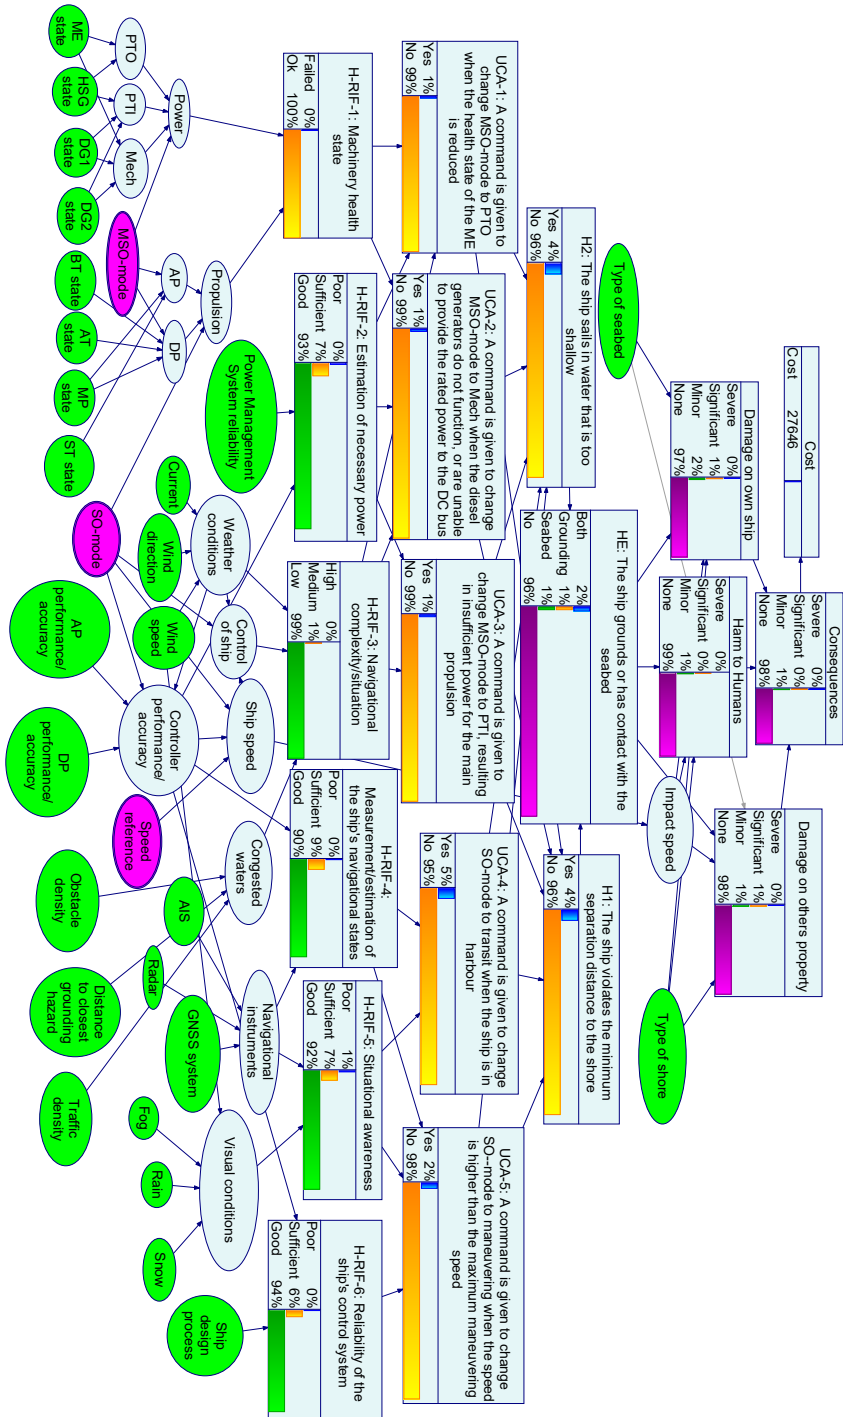 Cost
Cost 27646
Consequences
Severe 0%
Significant 0%
Minor 1%
None 98%
Type of seabed
Damage on own ship
Severe 0%
Significant 1%
Minor 2%
None 97%
Harm to Humans
Severe 0%
Significant 0%
Minor 1%
None 99%
Impact speed
Damage on others property
Severe 0%
Significant 1%
Minor 1%
None 98%
Type of shore
H2: The ship sails in water that is too
shallow
Yes 4%
No 96%
HE: The ship grounds or has contact with the
seabed
Both 2%
Grounding 1%
Seabed 1%
No 96%
H1: The ship violates the minimum
separation distance to the shore
Yes 4%
No 96%
UCA-1: A command is given to
change MSO-mode to PTO
when the health state of the ME
is reduced
Yes 1%
No 99%
UCA-2: A command is given to change
MSO-mode to Mech when the diesel
generators do not function, or are unable
to provide the rated power to the DC bus
Yes 1%
No 99%
UCA-3: A command is given to
change MSO-mode to PTI, resulting
in insufficient power for the main
propulsion
Yes 1%
No 99%
UCA-4: A command is given to change
SO-mode to transit when the ship is in
harbour
Yes 5%
No 95%
UCA-5: A command is given to change
SO--mode to maneuvering when the speed
is higher than the maximum maneuvering
speed
Yes 2%
No 98%
H-RIF-1: Machinery health
state
Failed 0%
Ok 100%
H-RIF-2: Estimation of necessary power
Poor 0%
Sufficient 7%
Good 93%
H-RIF-3: Navigational
complexity/situation
High 0%
Medium 1%
Low 99%
H-RIF-4:
Measurement/estimation of
the ship's navigational states
Poor 0%
Sufficient 9%
Good 90%
H-RIF-5: Situational awareness
Poor 1%
Sufficient 7%
Good 92%
H-RIF-6: Reliability of the
ship's control system
Poor 0%
Sufficient 6%
Good 94%
Power
Propulsion
Power Management
System reliability
Weather
conditions
Control
of ship
Ship speed
Congested
waters
Navigational
instruments
Visual conditions
Ship
design
process
PTO
PTI
Mech
AP
DP
Current
Wind
direction
Wind
speed
Controller
performance/
accuracy
Speed
reference
AIS
Radar
GNSS system
Fog
Rain
Snow
ME
state
HSG
state
DG1
state
DG2
state
MSO-mode
BT state
AT
state
MP
state
ST state
SO-mode
AP
performance/
accuracy
DP
performance/
accuracy
Obstacle
density
Distance
to closest
grounding
hazard
Traffic
density